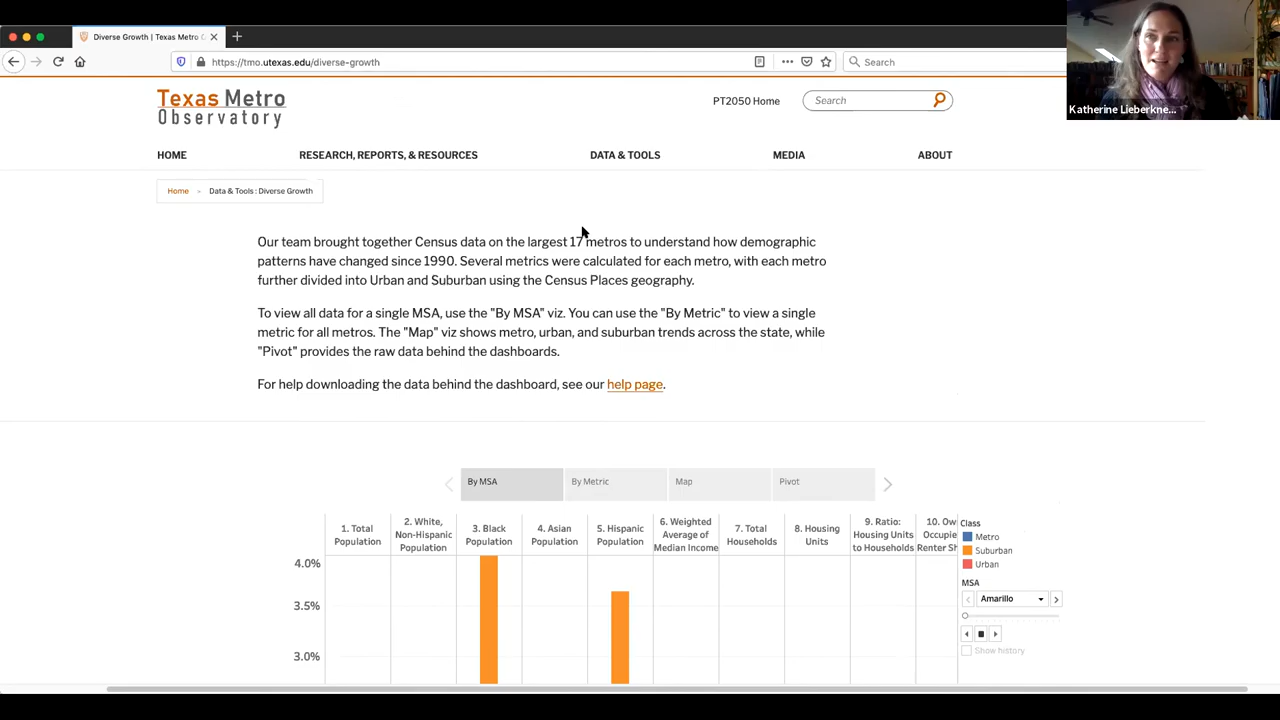 Diverse Growth | Texas Metro
https://tmo.utexas.edu/diverse-growth
Search
Katherine Lieberkne...
Texas Metro
Observatory
PT2050 Home
Search
HOME
RESEARCH, REPORTS, & RESOURCES
DATA & TOOLS
MEDIA
ABOUT
Home » Data & Tools : Diverse Growth
Our team brought together Census data on the largest 17 metros to understand how demographic
patterns have changed since 1990. Several metrics were calculated for each metro, with each metro
further divided into Urban and Suburban using the Census Places geography.
To view all data for a single MSA, use the "By MSA" viz. You can use the "By Metric" to view a single
metric for all metros. The "Map" viz shows metro, urban, and suburban trends across the state, while
"Pivot" provides the raw data behind the dashboards.
For help downloading the data behind the dashboard, see our help page.
By MSA
By Metric
Map
Pivot
1. Total
Population
2. White,
Non-Hispanic
Population
3. Black
Population
4. Asian
Population
5. Hispanic
Population
6. Weighted
Average of
Median Income
7. Total
Households
8. Housing
Units
9. Ratio:
Housing Units
to Households
10. Ow
Occupie
Renter Sh
Class
Metro
Suburban
Urban
MSA
Amarillo
Show history
4.0%
3.5%
3.0%